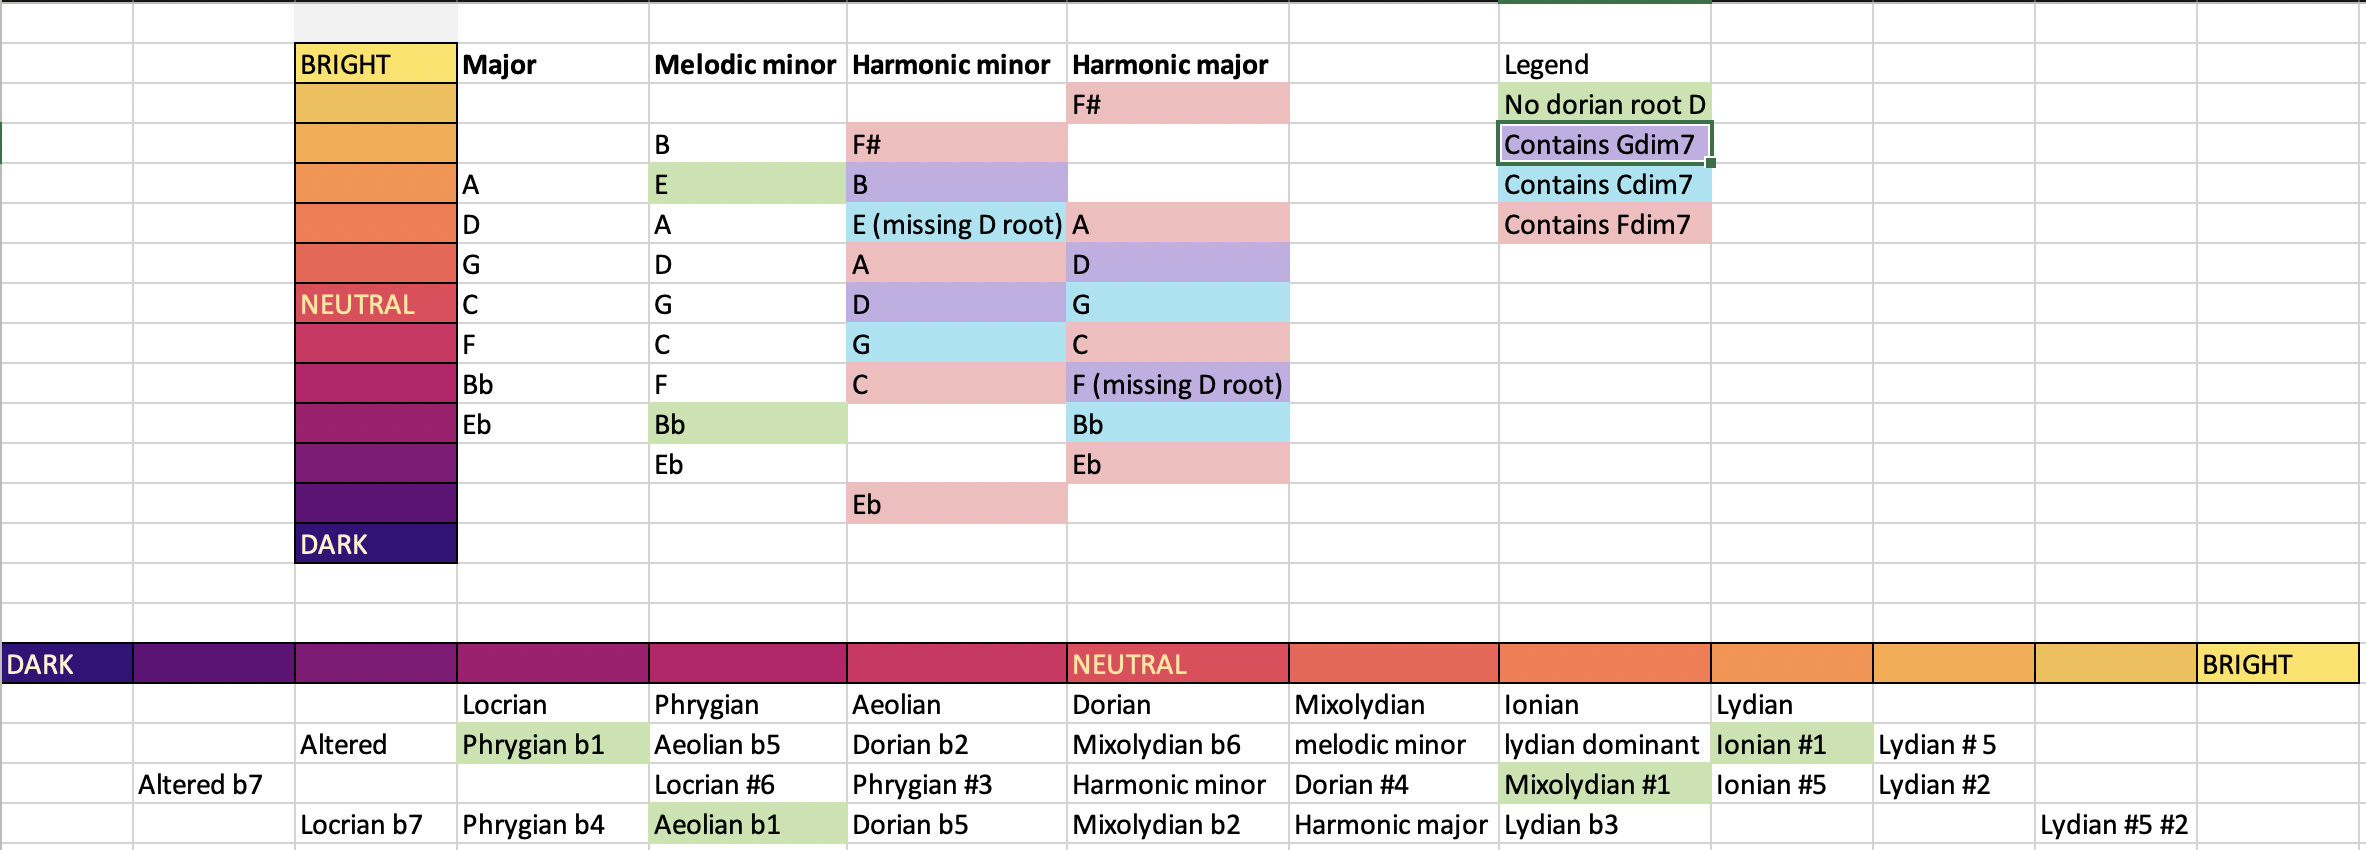 BRIGHT Major Melodic minor Harmonic minor Harmonic major Legend
F# No dorian root D
B F# Contains Gdim7
A E B Contains Cdim7
D A E (missing D root) A Contains Fdim7
G D A D
NEUTRAL C G D G
F C G C
Bb F C F (missing D root)
Eb Bb Bb
Eb Eb
Eb
DARK
DARK NEUTRAL BRIGHT
Locrian Phrygian Aeolian Dorian Mixolydian Ionian Lydian
Altered Phrygian b1 Aeolian b5 Dorian b2 Mixolydian b6 melodic minor lydian dominant Ionian #1 Lydian # 5
Altered b7 Locrian #6 Phrygian #3 Harmonic minor Dorian #4 Mixolydian #1 Ionian #5 Lydian #2
Locrian b7 Phrygian b4 Aeolian b1 Dorian b5 Mixolydian b2 Harmonic major Lydian b3 Lydian #5 #2